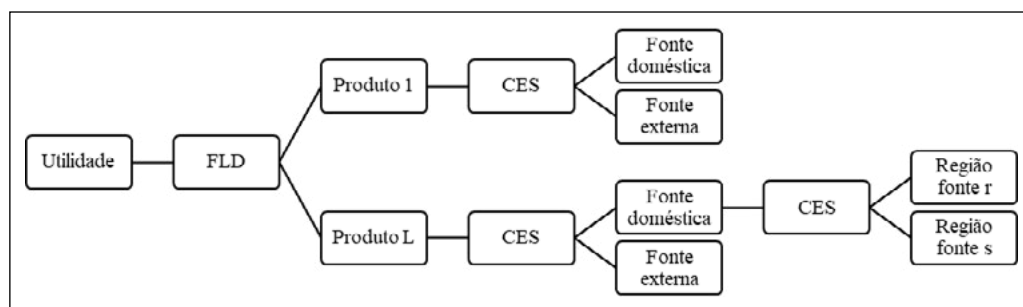 Utilidade
FLD
Produto 1
CES
Fonte
doméstica
Fonte
externa
Produto L
CES
Fonte
doméstica
Fonte
externa
CES
Região
fonte r
Região
fonte s